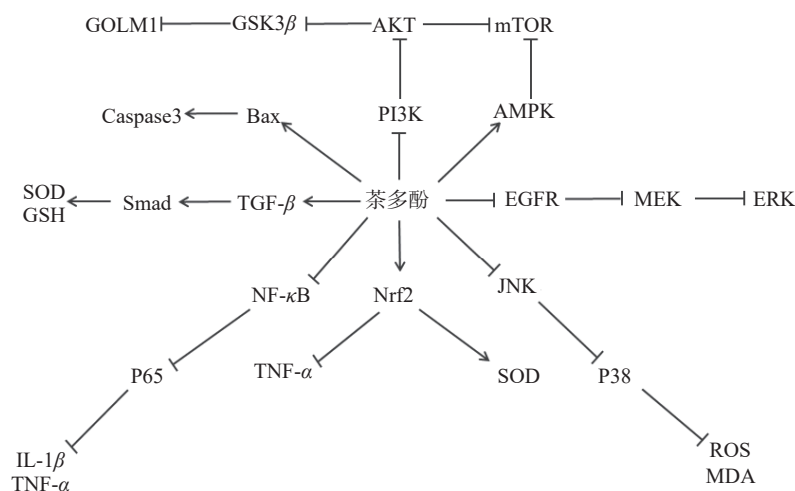 GOLM1
GSK3β
AKT
mTOR
Caspase3
Bax
PI3K
AMPK
SOD
GSH
Smad
TGF-β
茶多酚
EGFR
MEK
ERK
NF-κB
Nrf2
JNK
P65
TNF-α
SOD
P38
IL-1β
TNF-α
ROS
MDA